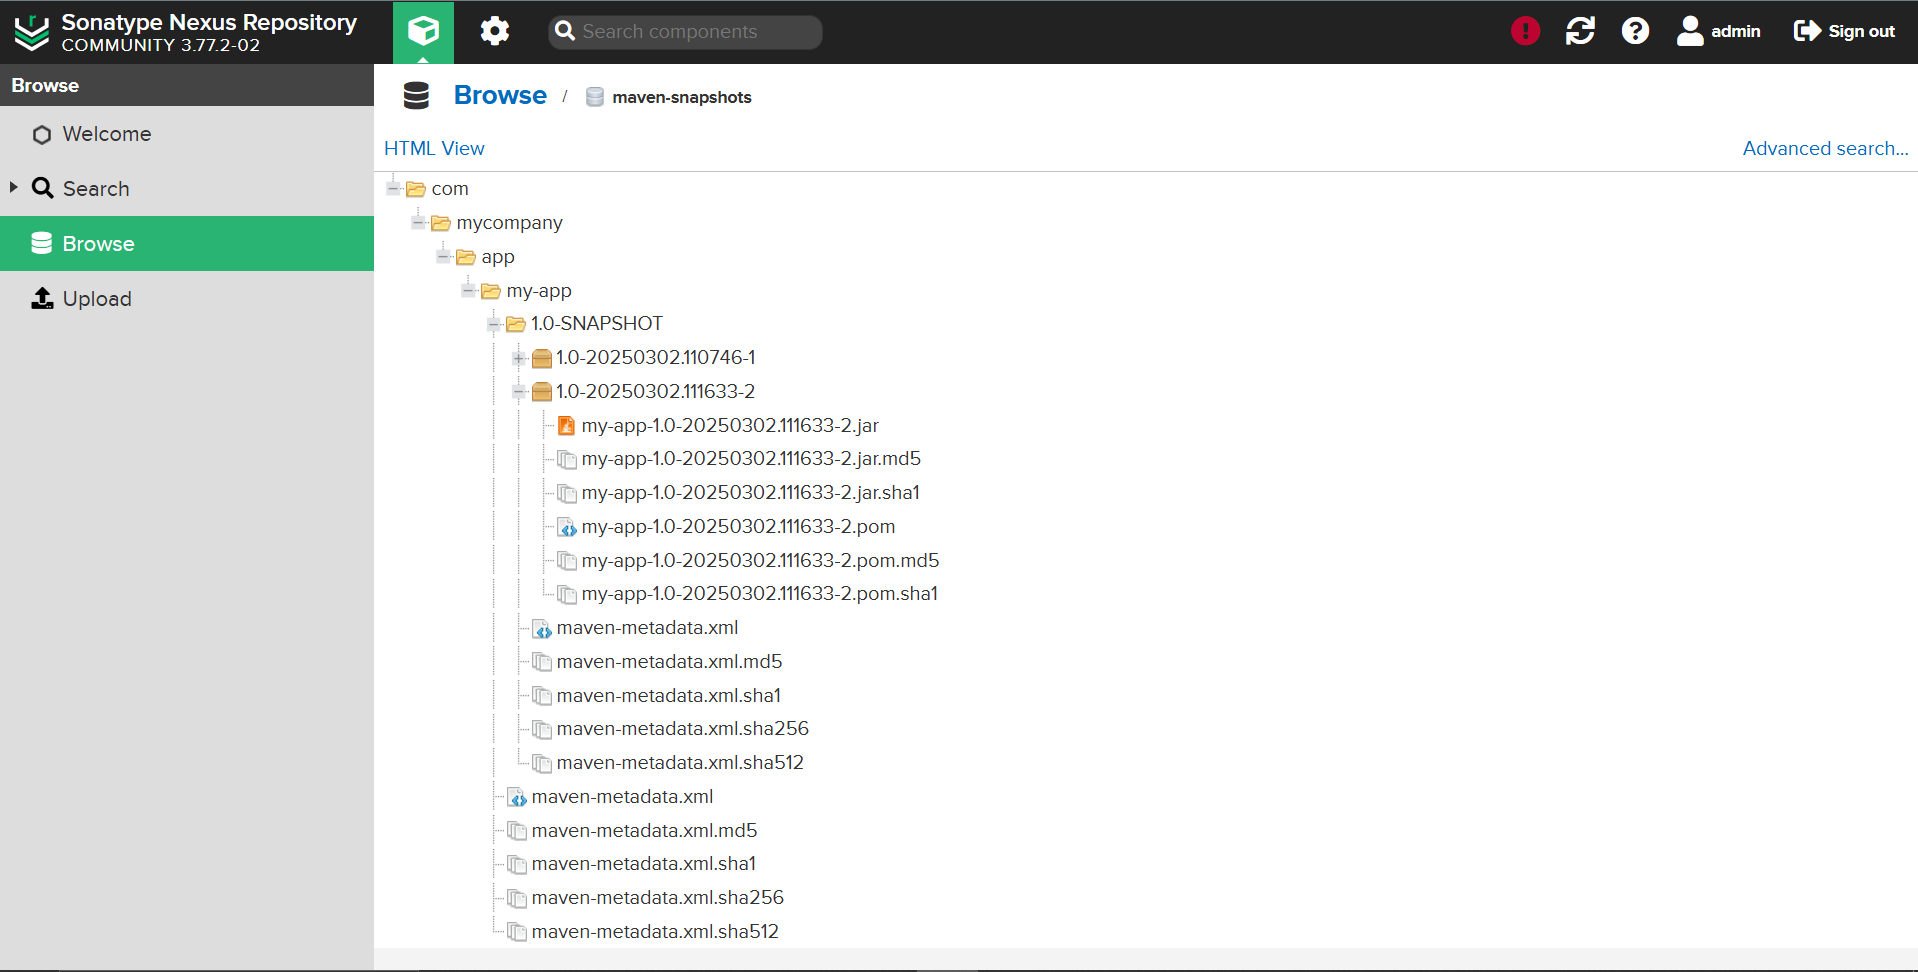 Sonatype Nexus Repository
COMMUNITY 3.77.2-02
Search components
!
?
admin
Sign out
Browse
Welcome
Search
Browse
Upload
Browse / maven-snapshots
HTML View
Advanced search...
com
mycompany
app
my-app
1.0-SNAPSHOT
1.0-20250302.110746-1
1.0-20250302.111633-2
my-app-1.0-20250302.111633-2.jar
my-app-1.0-20250302.111633-2.jar.md5
my-app-1.0-20250302.111633-2.jar.sha1
my-app-1.0-20250302.111633-2.pom
my-app-1.0-20250302.111633-2.pom.md5
my-app-1.0-20250302.111633-2.pom.sha1
maven-metadata.xml
maven-metadata.xml.md5
maven-metadata.xml.sha1
maven-metadata.xml.sha256
maven-metadata.xml.sha512
maven-metadata.xml
maven-metadata.xml.md5
maven-metadata.xml.sha1
maven-metadata.xml.sha256
maven-metadata.xml.sha512